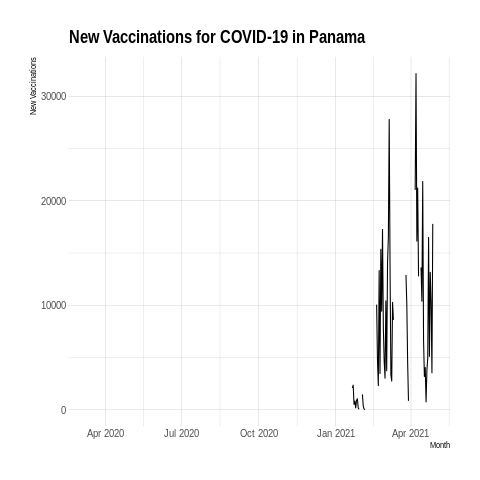 New Vaccinations for COVID-19 in Panama
New Vaccinations
30000
20000
10000
0
Apr 2020 Jul 2020 Oct 2020 Jan 2021 Apr 2021
Month